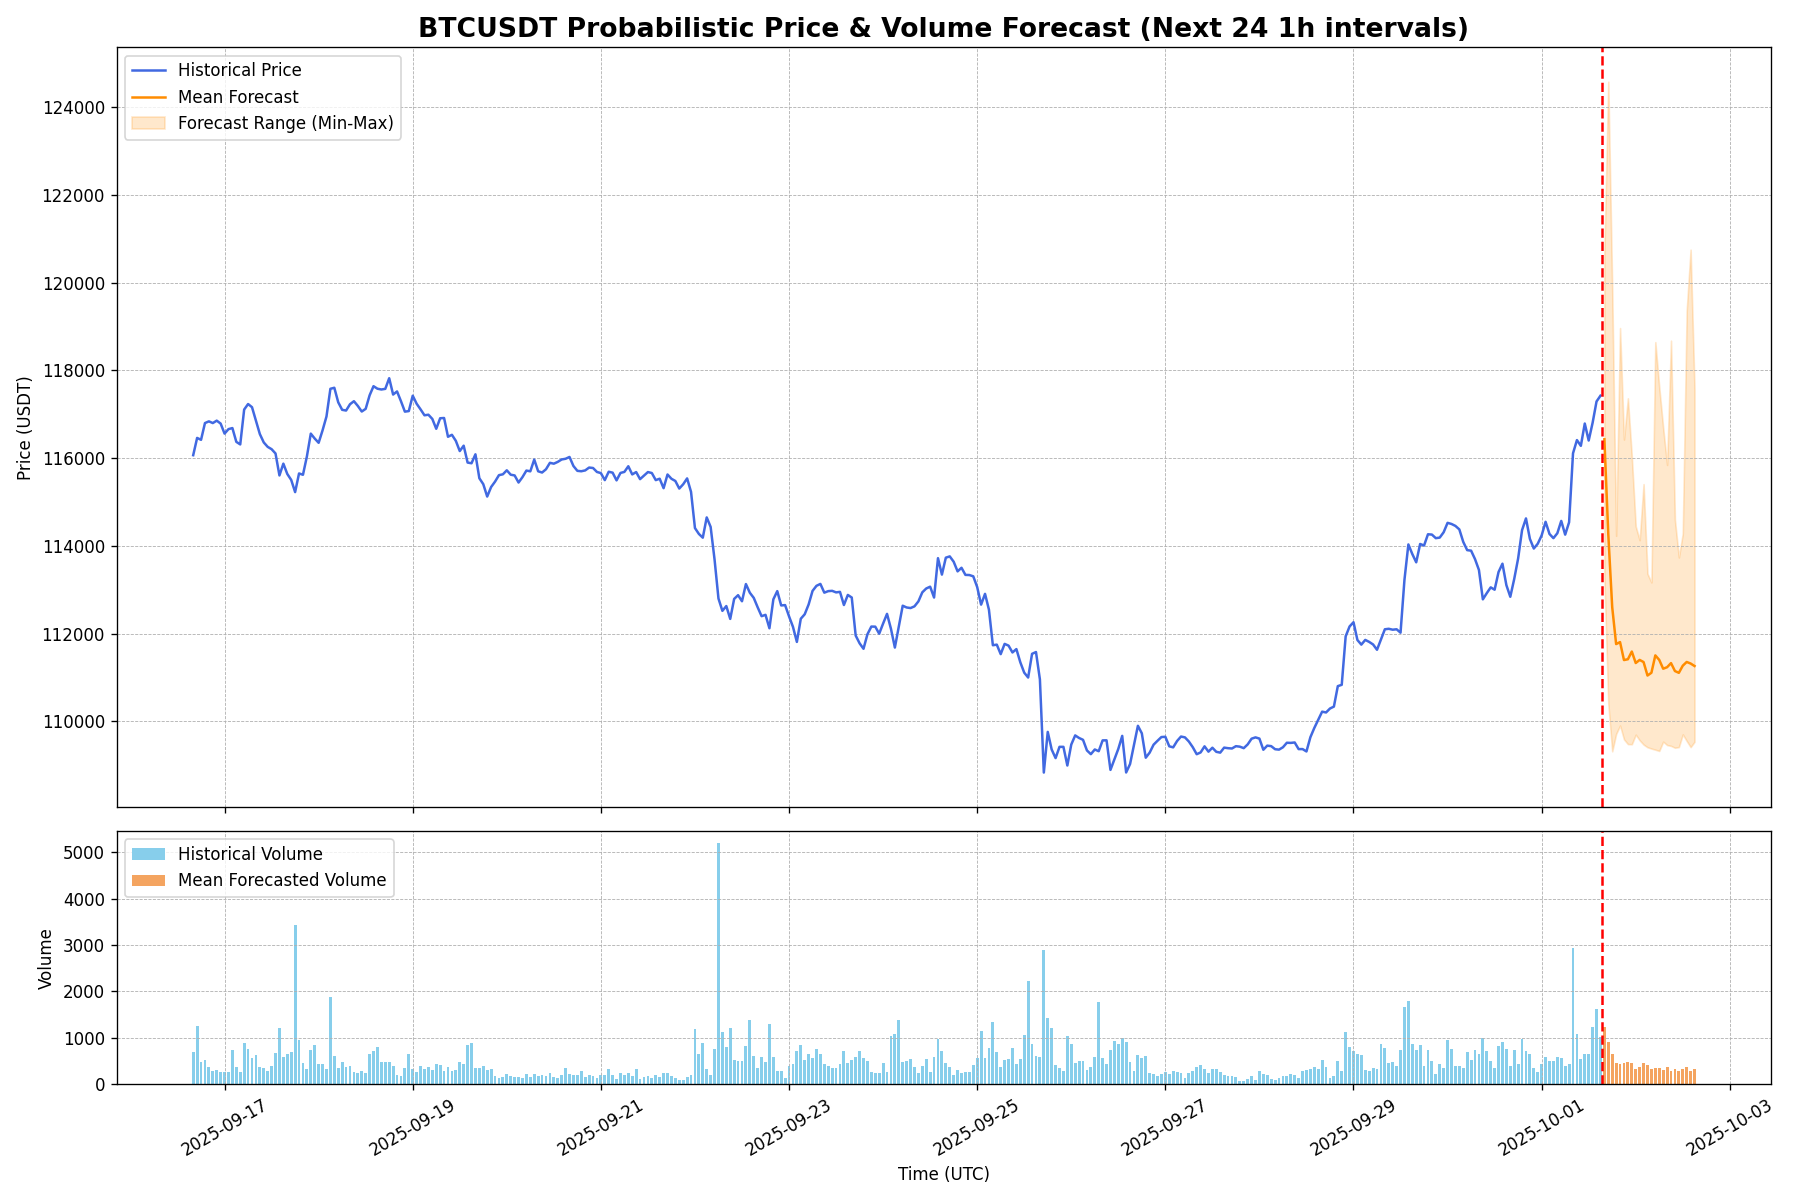 BTCUSDT Probabilistic Price & Volume Forecast (Next 24 1h intervals)
Historical Price
Mean Forecast
Forecast Range (Min-Max)
Price (USDT)
124000
122000
120000
118000
116000
114000
112000
110000
Historical Volume
Mean Forecasted Volume
Volume
5000
4000
3000
2000
1000
0
2025-09-17
2025-09-19
2025-09-21
2025-09-23
2025-09-25
2025-09-27
2025-09-29
2025-10-01
2025-10-03
Time (UTC)